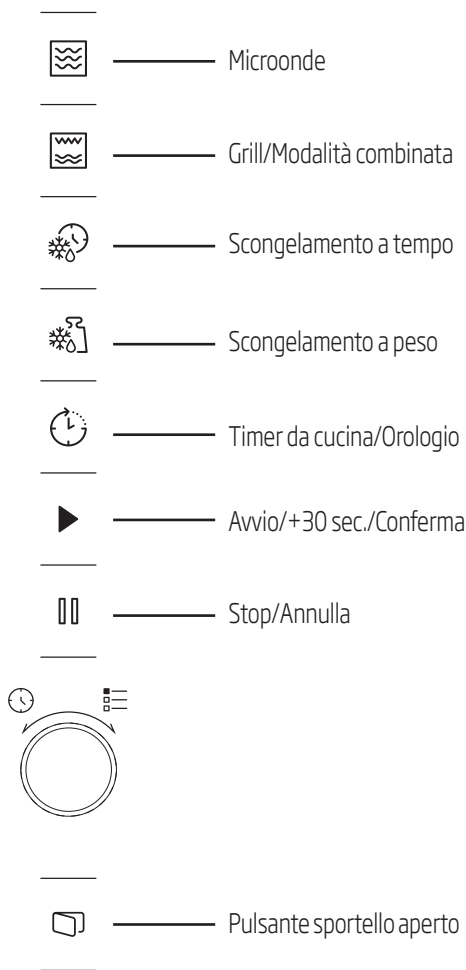 Microonde
Grill/Modalità combinata
Scongelamento a tempo
Scongelamento a peso
Timer da cucina/Orologio
Avvio/+30 sec./Conferma
Stop/Annulla
Pulsante sportello aperto